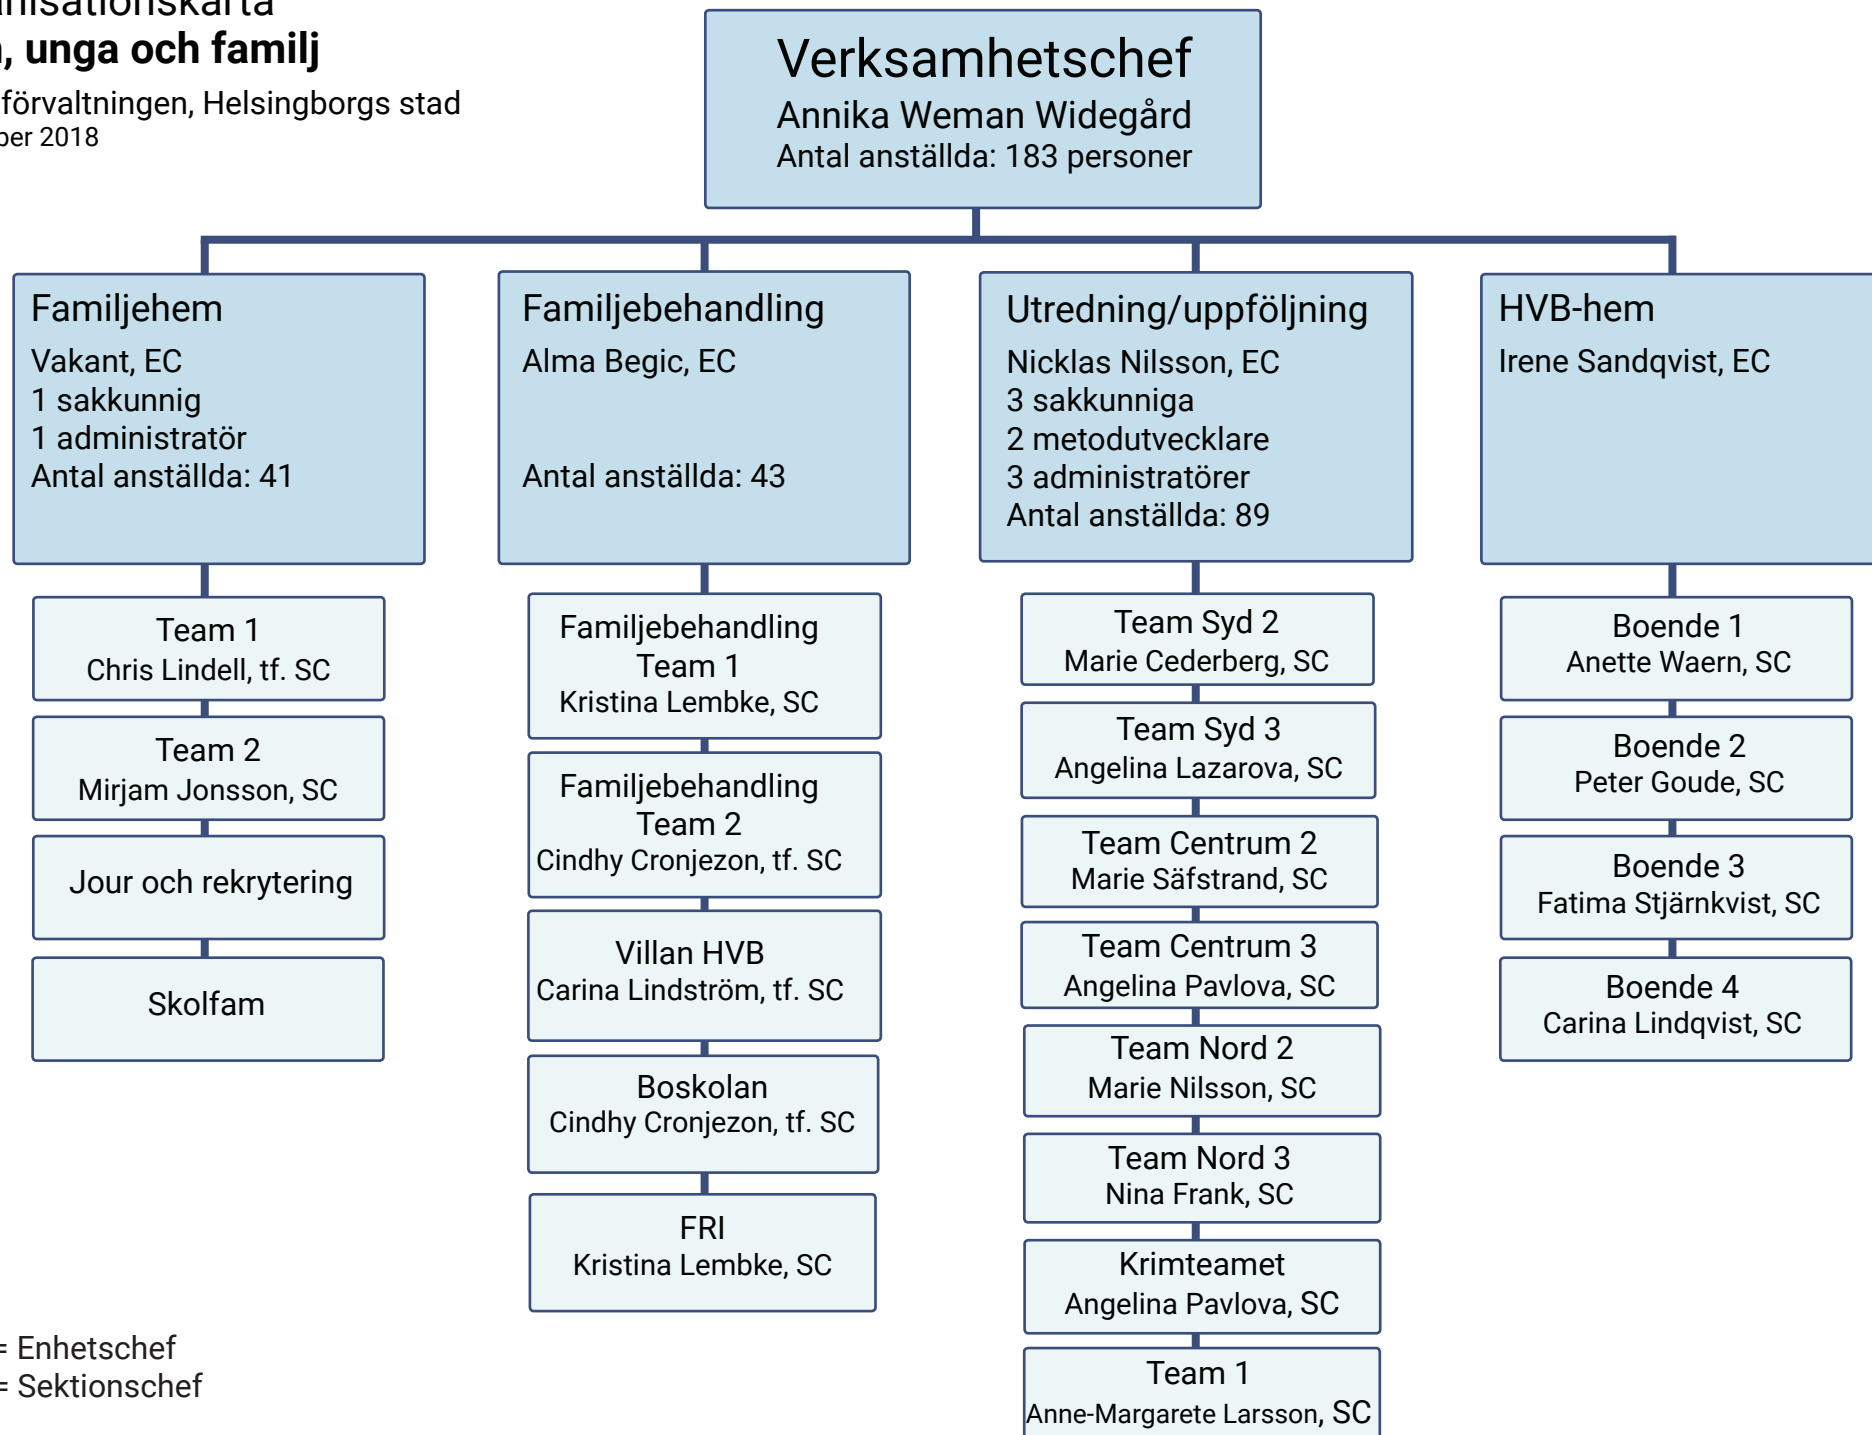 unga och familj
Helsingborgs stad
2018
Verksamhetschef
Annika Weman Widegård
Antal anställda: 183 personer
Familjehem
Vakant, EC
1 sakkunnig
1 administratör
Antal anställda: 41
Team 1
Chris Lindell, tf. SC
Team 2
Mirjam Jonsson, SC
Jour och rekrytering
Skolfam
Familjebehandling
Alma Begic, EC
Antal anställda: 43
Familjebehandling
Team 1
Kristina Lembke, SC
Familjebehandling
Team 2
Cindhy Cronjezon, tf. SC
Villan HVB
Carina Lindström, tf. SC
Boskolan
Cindhy Cronjezon, tf. SC
FRI
Kristina Lembke, SC
Utredning/uppföljning
Nicklas Nilsson, EC
3 sakkunniga
2 metodutvecklare
3 administratörer
Antal anställda: 89
Team Syd 2
Marie Cederberg, SC
Team Syd 3
Angelina Lazarova, SC
Team Centrum 2
Marie Säfstrand, SC
Team Centrum 3
Angelina Pavlova, SC
Team Nord 2
Marie Nilsson, SC
Team Nord 3
Nina Frank, SC
Krimteamet
Angelina Pavlova, SC
Team 1
Anne-Margarete Larsson, SC
HVB-hem
Irene Sandqvist, EC
Boende 1
Anette Waern, SC
Boende 2
Peter Goude, SC
Boende 3
Fatima Stjärnkvist, SC
Boende 4
Carina Lindqvist, SC
= Enhetschef
= Sektionschef